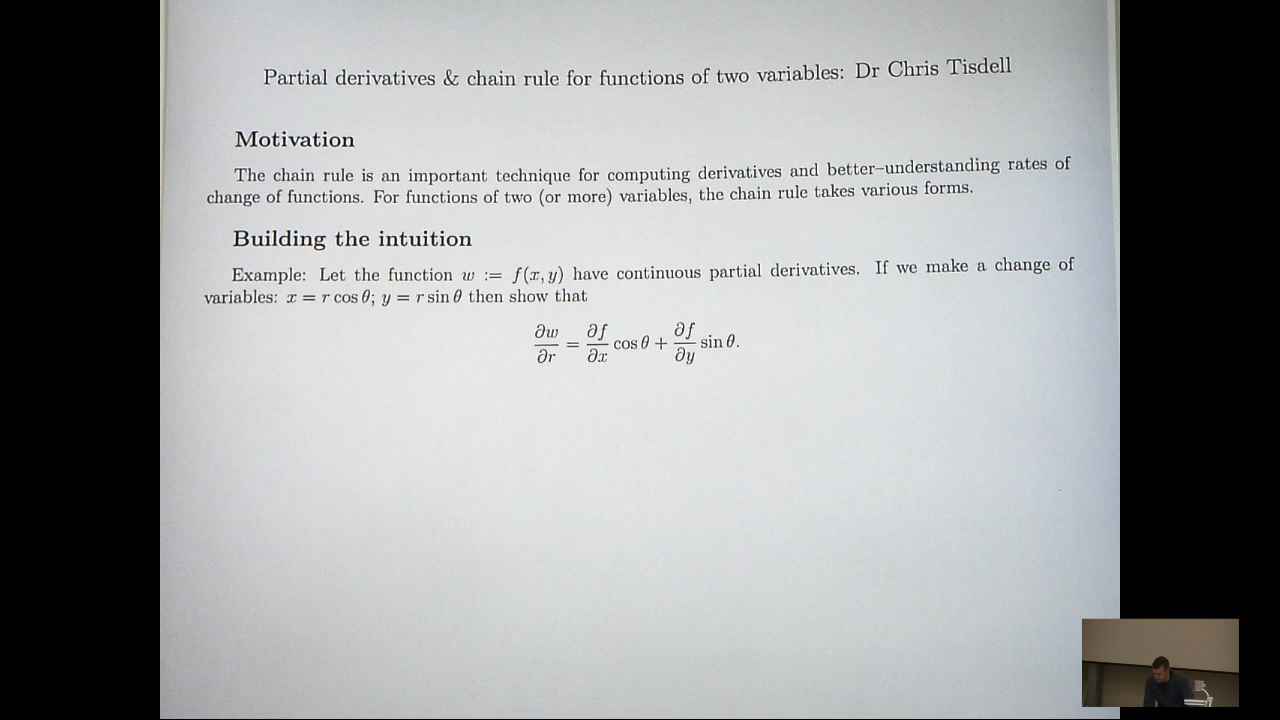 Partial derivatives & chain rule for functions of two variables: Dr Chris Tisdell
Motivation
The chain rule is an important technique for computing derivatives and better–understanding rates of
change of functions. For functions of two (or more) variables, the chain rule takes various forms.
Building the intuition
Example: Let the function w := f(x, y) have continuous partial derivatives. If we make a change of
variables: x = r cos θ; y = r sin θ then show that
∂w/∂r = ∂f/∂x cos θ + ∂f/∂y sin θ.